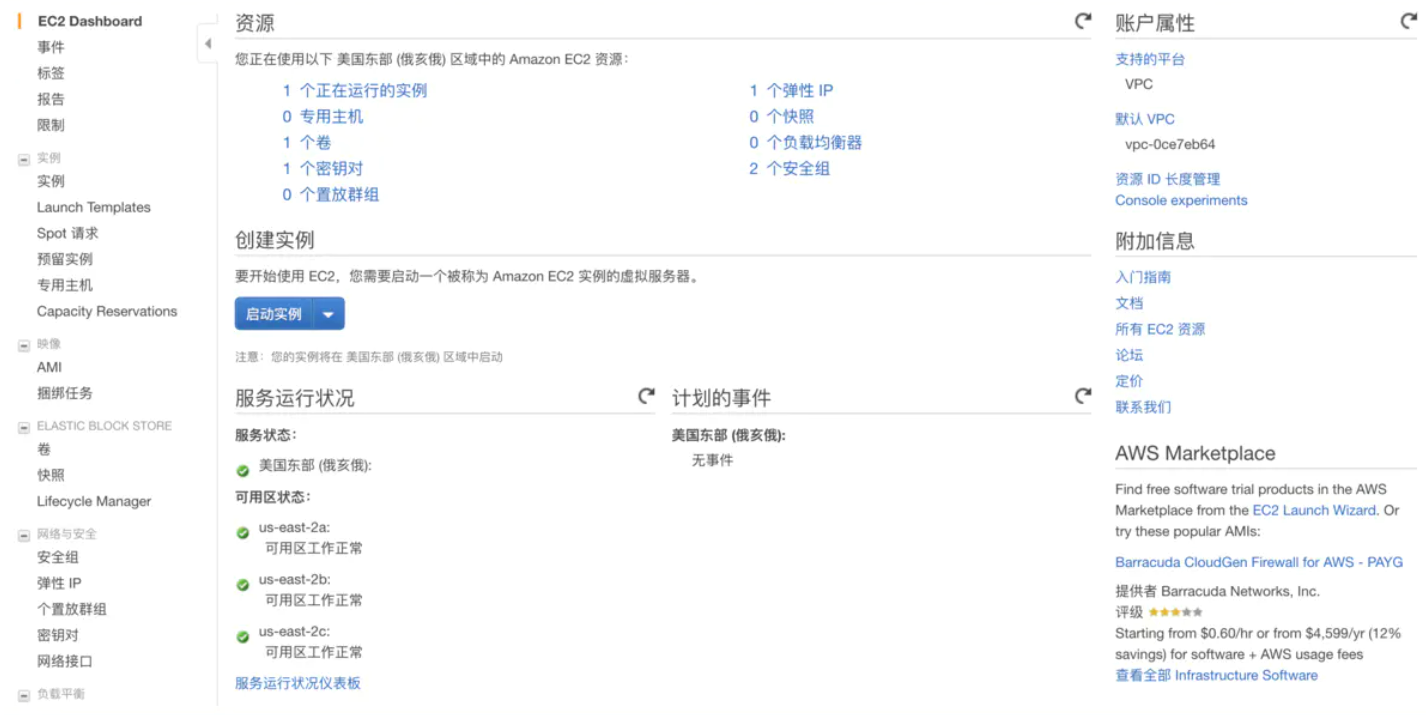 EC2 Dashboard
事件
标签
报告
限制
实例
实例
Launch Templates
Spot 请求
预留实例
专用主机
Capacity Reservations
映像
AMI
捆绑任务
ELASTIC BLOCK STORE
卷
快照
Lifecycle Manager
网络与安全
安全组
弹性 IP
个置放群组
密钥对
网络接口
负载平衡
资源
您正在使用以下 美国东部 (俄亥俄) 区域中的 Amazon EC2 资源：
1 个正在运行的实例
0 专用主机
1 个卷
1 个密钥对
0 个置放群组
1 个弹性 IP
0 个快照
0 个负载均衡器
2 个安全组
创建实例
要开始使用 EC2，您需要启动一个被称为 Amazon EC2 实例的虚拟服务器。
启动实例
注意：您的实例将在 美国东部 (俄亥俄) 区域中启动
服务运行状况
服务状态：
美国东部 (俄亥俄):
可用区状态：
us-east-2a:
可用区工作正常
us-east-2b:
可用区工作正常
us-east-2c:
可用区工作正常
服务运行状况仪表板
计划的事件
美国东部 (俄亥俄):
无事件
账户属性
支持的平台
VPC
默认 VPC
vpc-0ce7eb64
资源 ID 长度管理
Console experiments
附加信息
入门指南
文档
所有 EC2 资源
论坛
定价
联系我们
AWS Marketplace
Find free software trial products in the AWS
Marketplace from the EC2 Launch Wizard. Or
try these popular AMIs:
Barracuda CloudGen Firewall for AWS - PAYG
提供者 Barracuda Networks, Inc.
评级
Starting from $0.60/hr or from $4,599/yr (12%
savings) for software + AWS usage fees
查看全部 Infrastructure Software